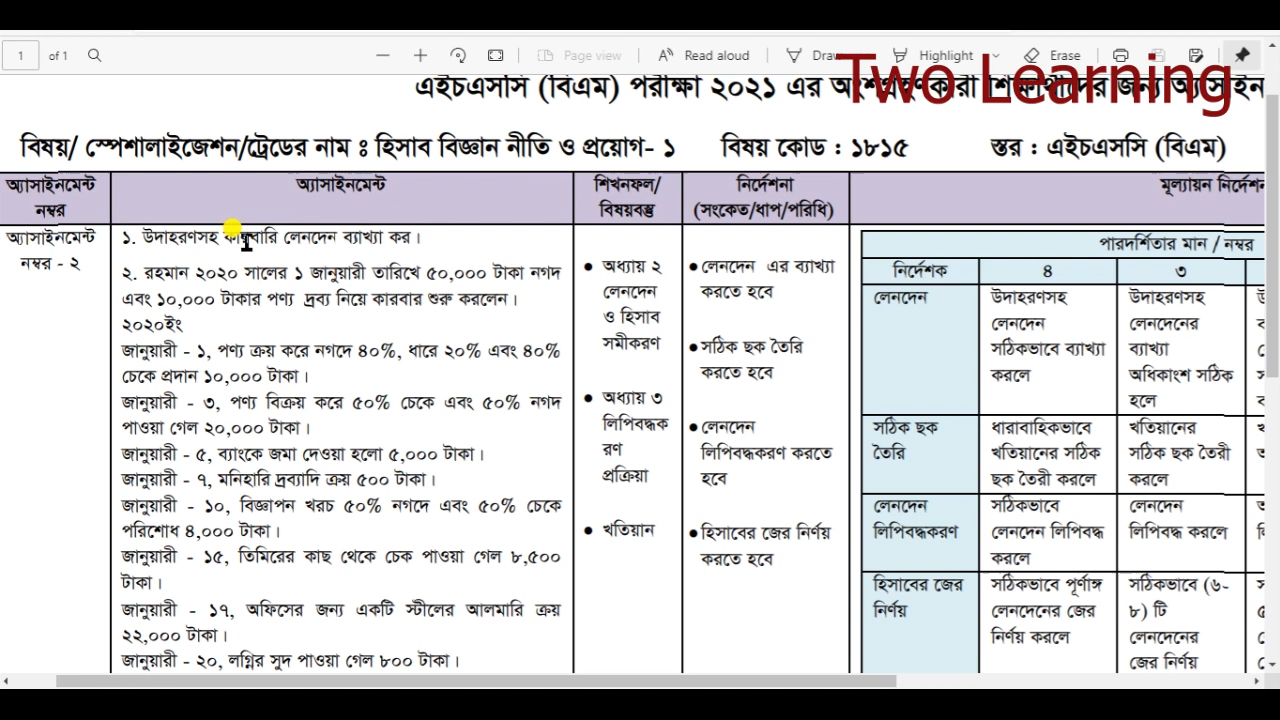 1 of 1 Page view Read aloud Draw Highlight Erase
Two Learning
এইচএসসি (বিএম) পরীক্ষা ২০২১ এর অংশগ্রহণকারী শিক্ষার্থীদের জন্য
বিষয়/ স্পেশালাইজেশন/ট্রেডের নাম ঃ হিসাব বিজ্ঞান নীতি ও প্রয়োগ- ১ বিষয় কোড : ১৮১৫ স্তর : এইচএসসি (বিএম)
অ্যাসাইনমেন্ট
নম্বর
অ্যাসাইনমেন্ট
শিখনফল/
বিষয়বস্তু
নির্দেশনা
(সংকেত/ধাপ/পরিধি)
মূল্যায়ন
অ্যাসাইনমেন্ট
নম্বর - ২
১. উদাহরণসহ কারবারি লেনদেন ব্যাখ্যা কর।
২. রহমান ২০২০ সালের ১ জানুয়ারী তারিখে ৫০,০০০ টাকা নগদ
এবং ১০,০০০ টাকার পণ্য দ্রব্য নিয়ে কারবার শুরু করলেন।
২০২০ইং
জানুয়ারী - ১, পণ্য ক্রয় করে নগদে ৪০%, ধারে ২০% এবং ৪০%
চেকে প্রদান ১০,০০০ টাকা।
জানুয়ারী - ৩, পণ্য বিক্রয় করে ৫০% চেকে এবং ৫০% নগদ
পাওয়া গেল ২০,০০০ টাকা।
জানুয়ারী - ৫, ব্যাংকে জমা দেওয়া হলো ৫,০০০ টাকা।
জানুয়ারী - ৭, মনিহারি দ্রব্যাদি ক্রয় ৫০০ টাকা।
জানুয়ারী - ১০, বিজ্ঞাপন খরচ ৫০% নগদে এবং ৫০% চেকে
পরিশোধ ৪,০০০ টাকা।
জানুয়ারী - ১৫, তিমিরের কাছ থেকে চেক পাওয়া গেল ৮,৫০০
টাকা।
জানুয়ারী - ১৭, অফিসের জন্য একটি স্টীলের আলমারি ক্রয়
২২,০০০ টাকা।
জানুয়ারী - ২০, লগ্নির সুদ পাওয়া গেল ৮০০ টাকা।
● অধ্যায় ২
লেনদেন
ও হিসাব
সমীকরণ
● অধ্যায় ৩
লিপিবদ্ধক
রণ
প্রক্রিয়া
● খতিয়ান
● লেনদেন এর ব্যাখ্যা
করতে হবে
● সঠিক ছক তৈরি
করতে হবে
● লেনদেন
লিপিবদ্ধকরণ করতে
হবে
● হিসাবের জের নির্ণয়
করতে হবে
পারদর্শিতার মান / নম্বর
নির্দেশক ৪ ৩
লেনদেন
উদাহরণসহ
লেনদেন
সঠিকভাবে ব্যাখ্যা
করলে
উদাহরণসহ
লেনদেনের
ব্যাখ্যা
অধিকাংশ সঠিক
হলে
সঠিক ছক
তৈরি
ধারাবাহিকভাবে
খতিয়ানের সঠিক
ছক তৈরী করলে
খতিয়ানের
সঠিক ছক তৈরী
করলে
লেনদেন
লিপিবদ্ধকরণ
সঠিকভাবে
লেনদেন লিপিবদ্ধ
করলে
লেনদেন
লিপিবদ্ধ করলে
হিসাবের জের
নির্ণয়
সঠিকভাবে পূর্ণাঙ্গ
লেনদেনের জের
নির্ণয় করলে
সঠিকভাবে (৬-
৮) টি
লেনদেনের
জের নির্ণয়